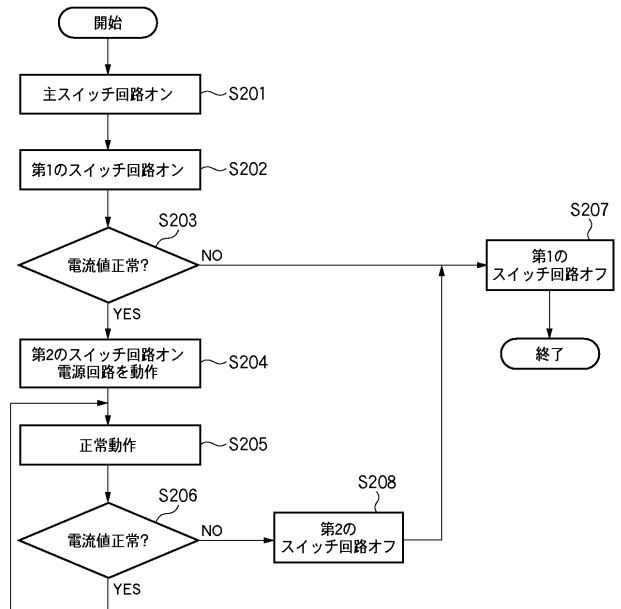 開始
主スイッチ回路オン
S201
第1のスイッチ回路オン
S202
S203
電流値正常?
NO
YES
S207
第1の
スイッチ回路オフ
終了
第2のスイッチ回路オン
電源回路を動作
S204
正常動作
S205
S206
電流値正常?
NO
YES
S208
第2の
スイッチ回路オフ